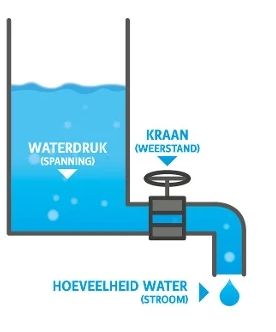 KRAAN
(WEERSTAND)
WATERDRUK
(SPANNING)
HOEVEELHEID WATER
(STROOM)